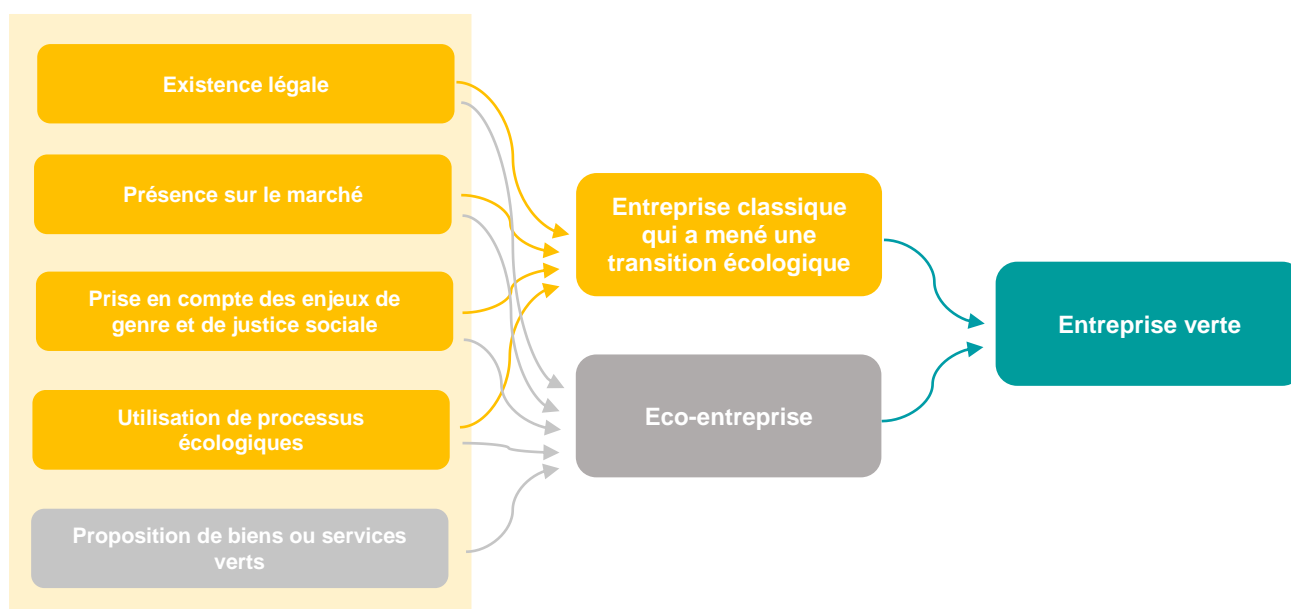 Existence légale
Présence sur le marché
Prise en compte des enjeux de
genre et de justice sociale
Utilisation de processus
écologiques
Proposition de biens ou services
verts
Entreprise classique
qui a mené une
transition écologique
Eco-entreprise
Entreprise verte